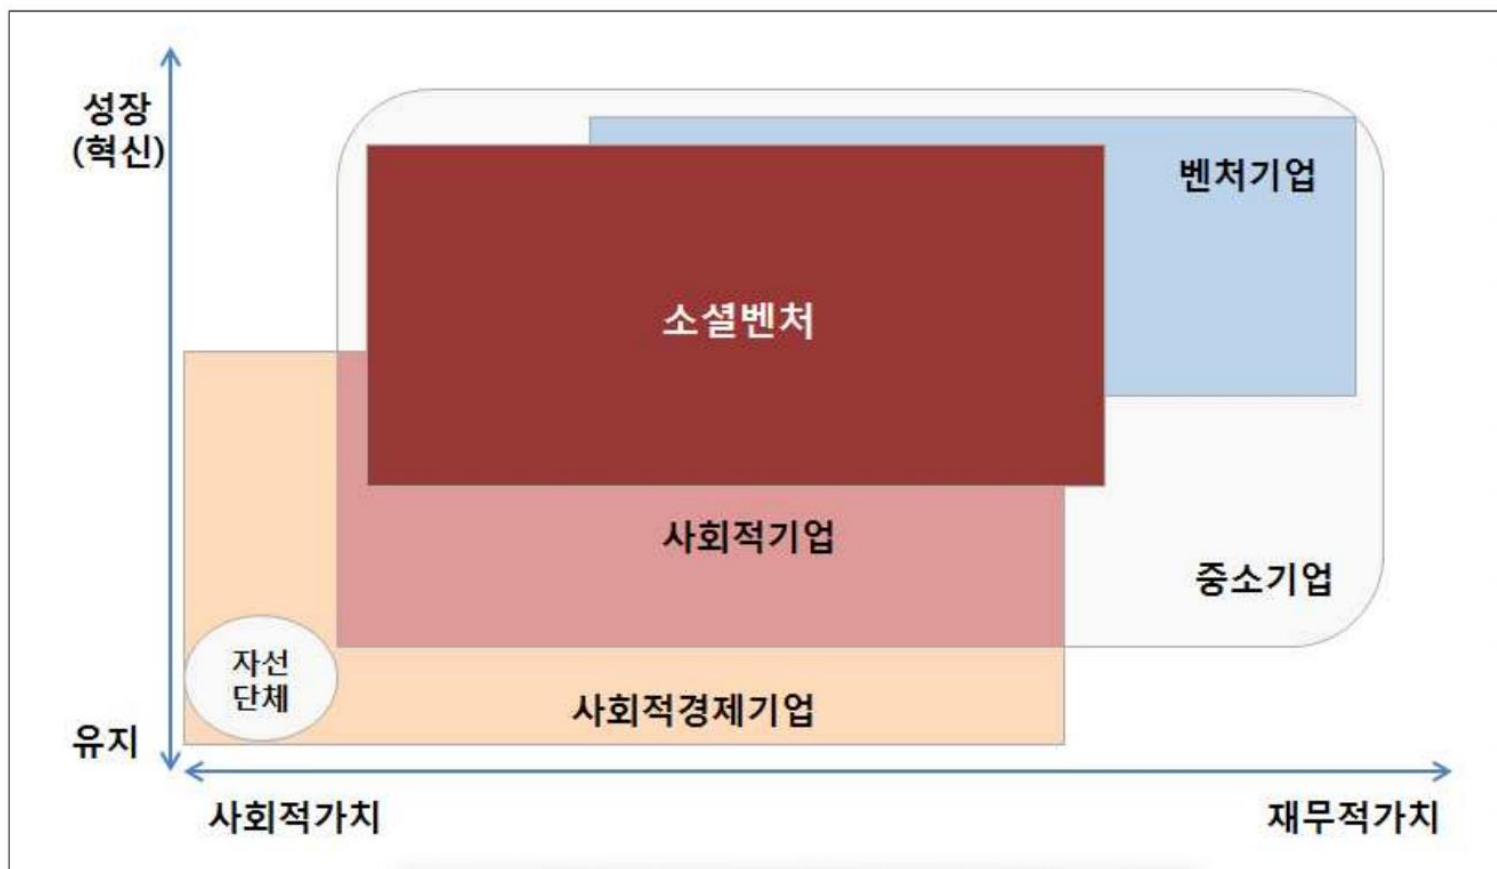 성장
(혁신)
벤처기업
소셜벤처
사회적기업
중소기업
자선
단체
사회적경제기업
유지
사회적가치
재무적가치